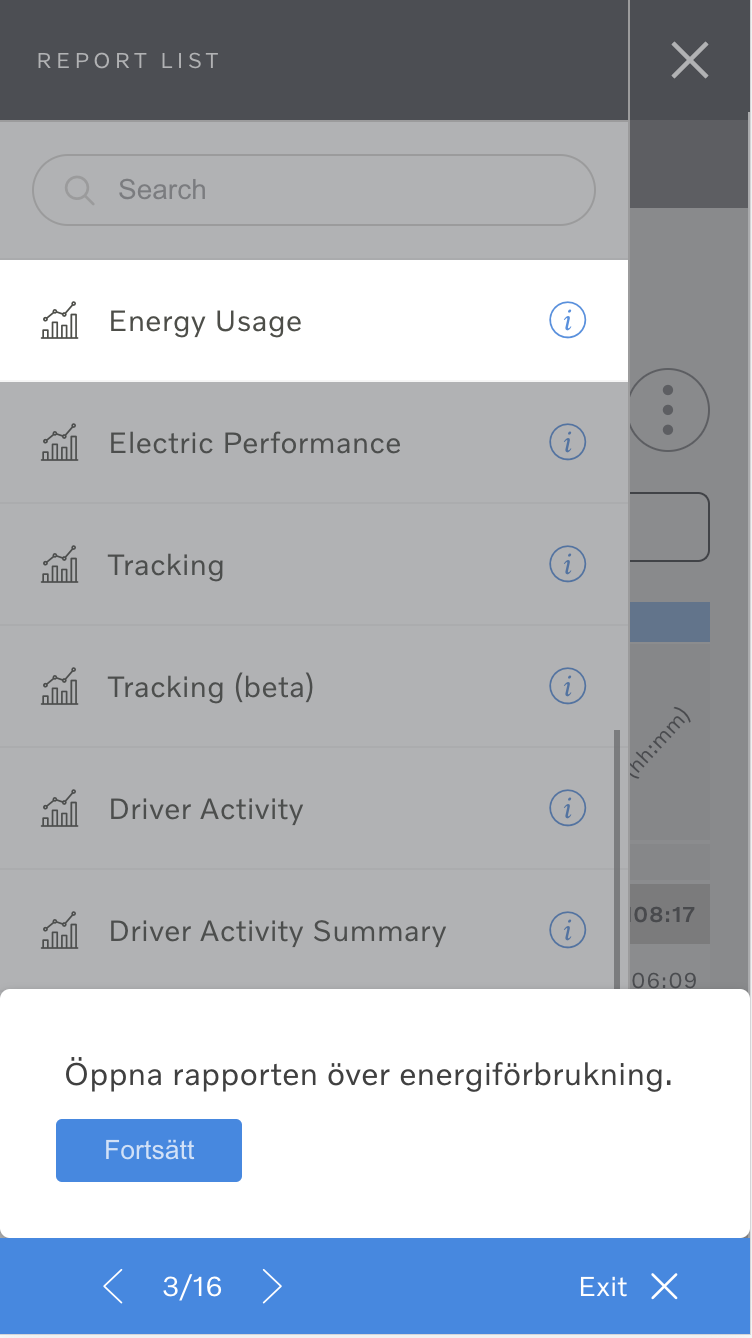 REPORT LIST
Search
Energy Usage
Electric Performance
Tracking
Tracking (beta)
(hh:mm)
Driver Activity
08:17
Driver Activity Summary
06:09
Öppna rapporten över energiförbrukning.
Fortsätt
3/16
Exit